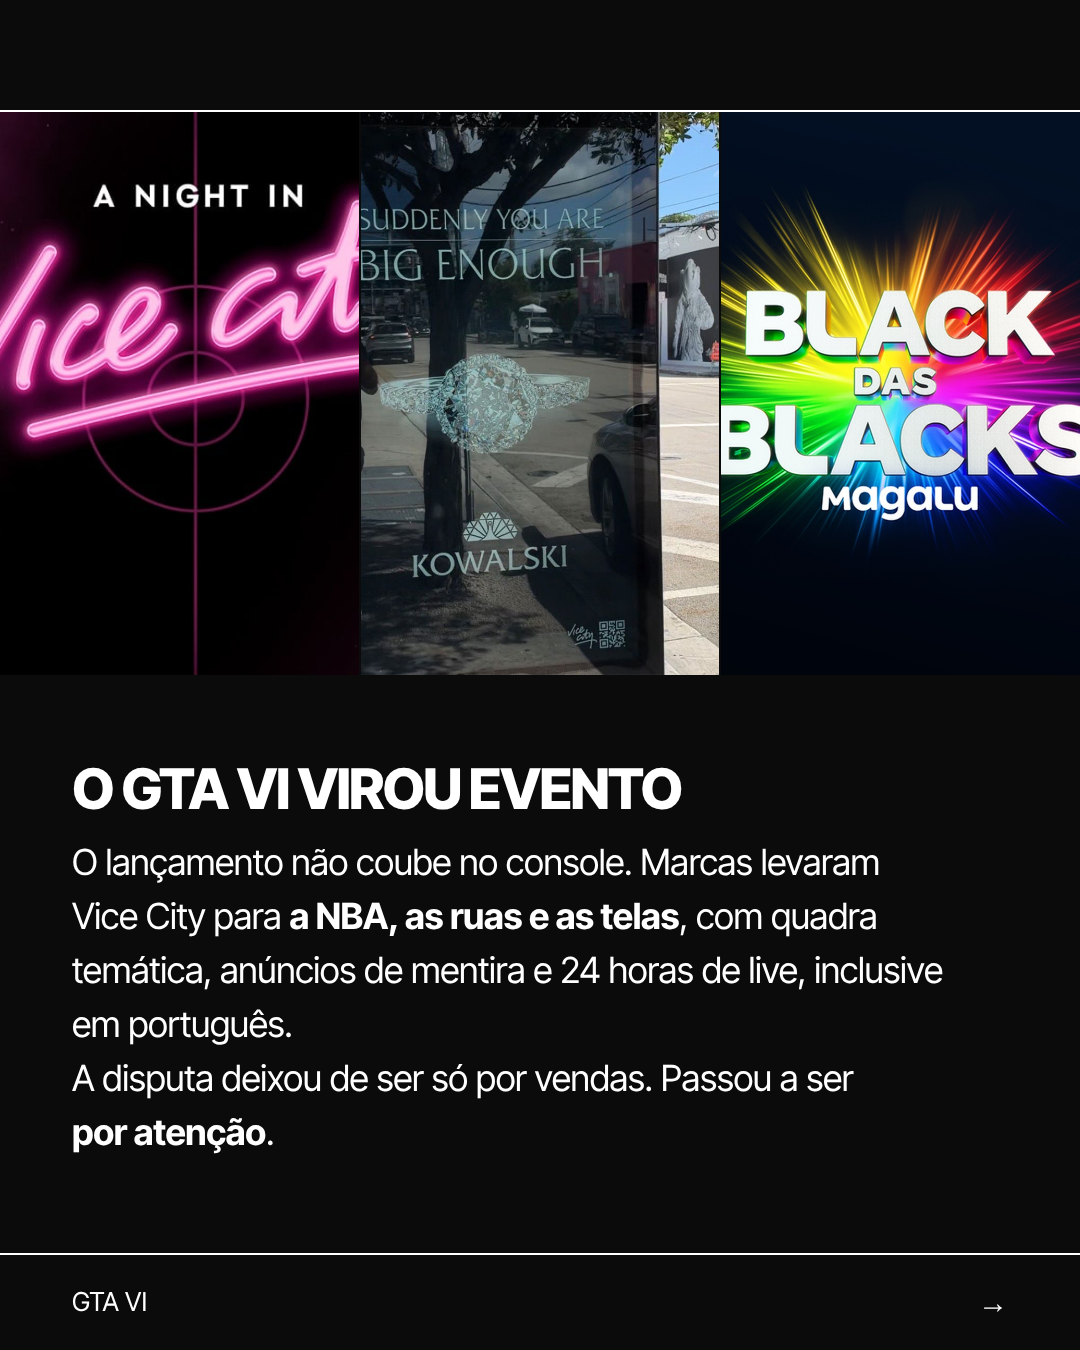 A NIGHT IN
Vice cit
SUDDENLY YOU ARE
BIG ENOUGH.
KOWALSKI
vice
city
BLACK
DAS
BLACKS
Magalu
O GTA VI VIROU EVENTO
O lançamento não coube no console. Marcas levaram
Vice City para a NBA, as ruas e as telas, com quadra
temática, anúncios de mentira e 24 horas de live, inclusive
em português.
A disputa deixou de ser só por vendas. Passou a ser
por atenção.
GTA VI
→